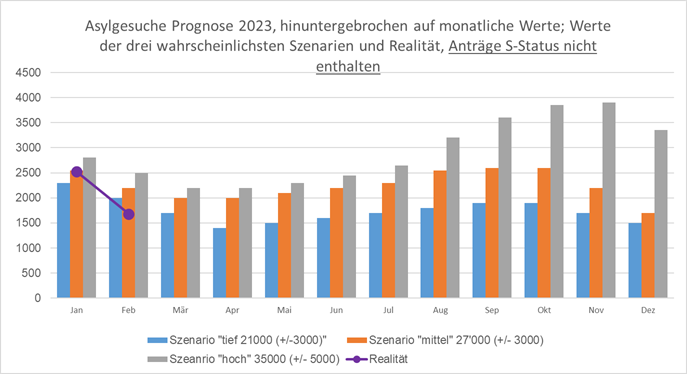 Asylgesuche Prognose 2023, hinuntergebrochen auf monatliche Werte; Werte
der drei wahrscheinlichsten Szenarien und Realität, Anträge S-Status nicht
enthalten
5000
4500
4000
3500
3000
2500
2000
1500
1000
500
0
Jan Feb Mär Apr Mai Jun Jul Aug Sep Okt Nov Dez
Szenario "tief 21000 (+/-3000)" Szenario "mittel" 27'000 (+/- 3000)
Szeanrio "hoch" 35000 (+/- 5000) Realität